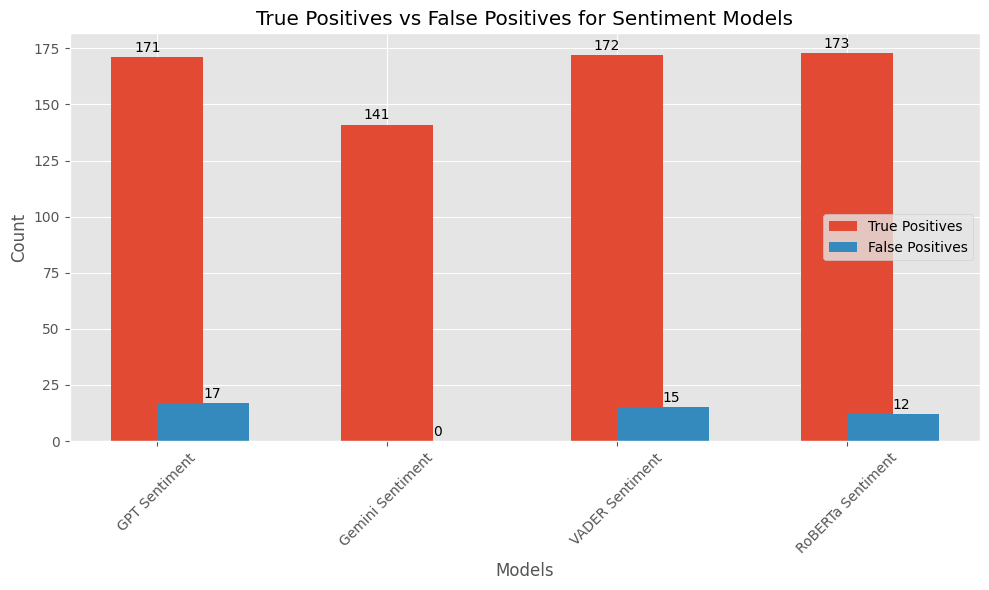 True Positives vs False Positives for Sentiment Models
175
150
125
100
75
50
25
0
Count
171
17
141
0
172
15
173
12
True Positives
False Positives
GPT Sentiment
Gemini Sentiment
VADER Sentiment
RoBERTa Sentiment
Models